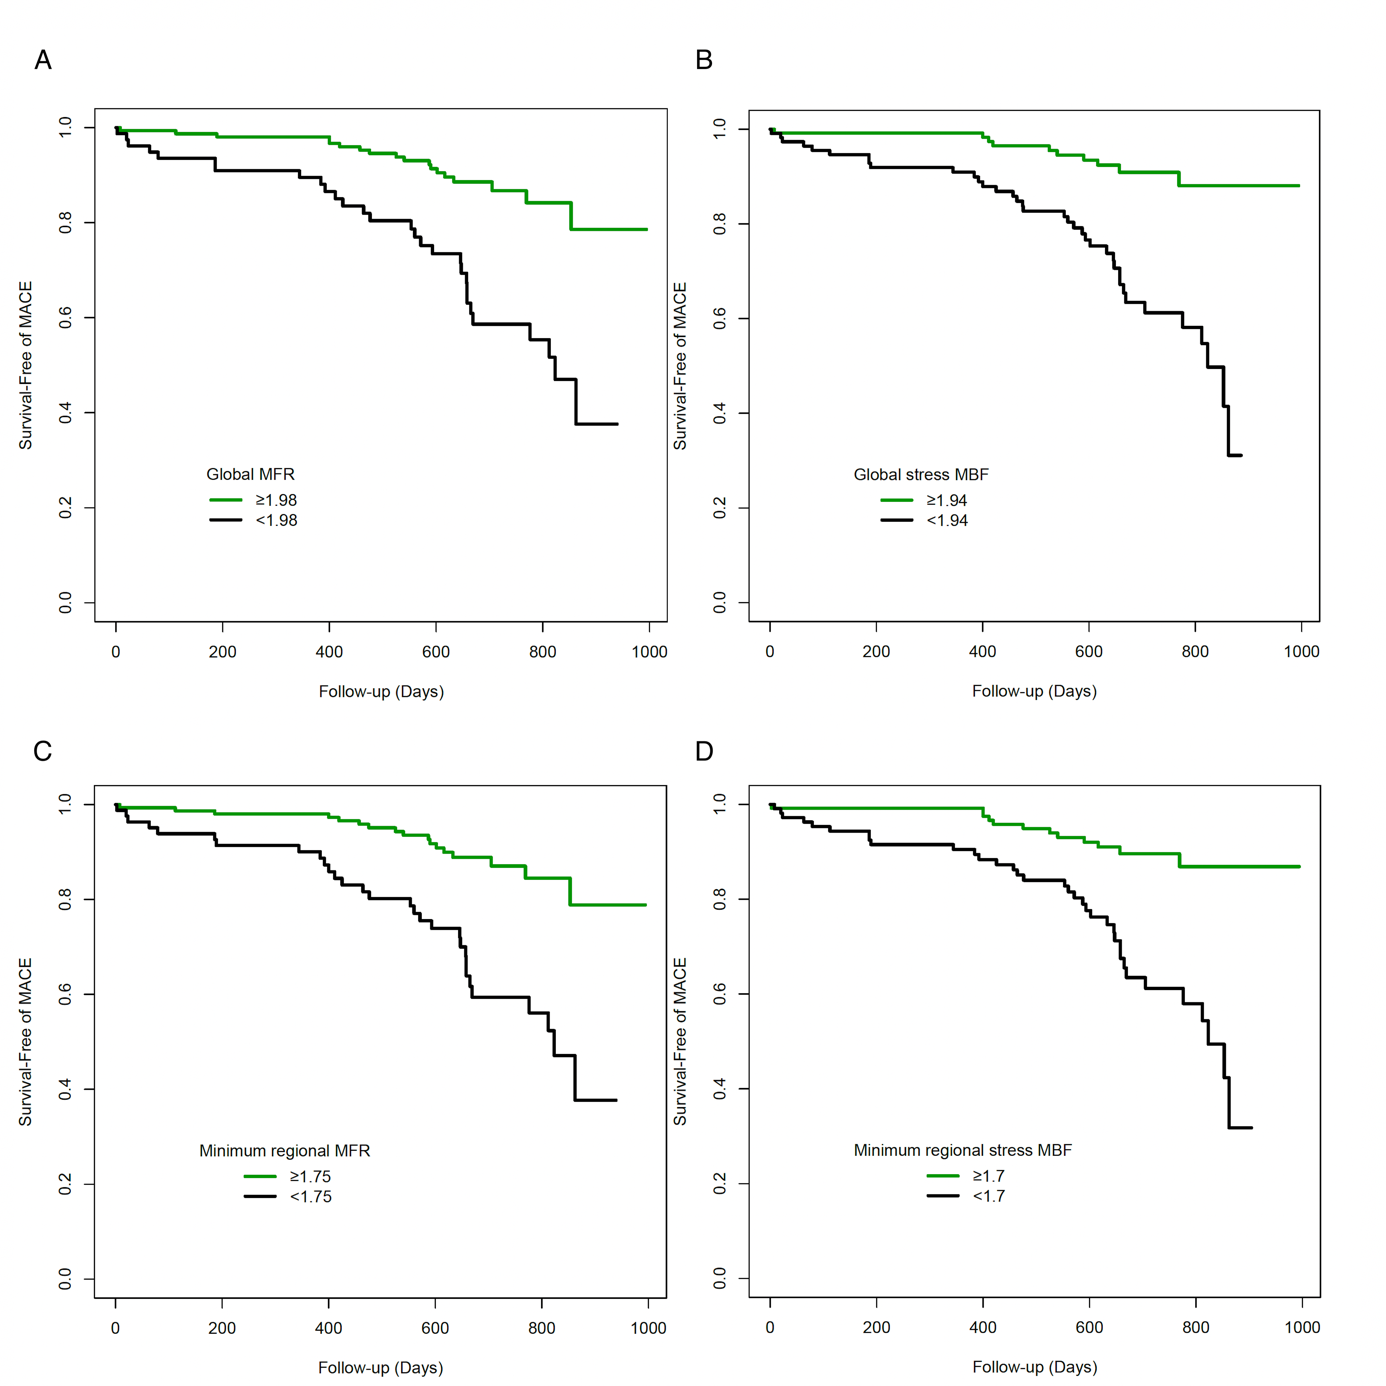 A
Survival-Free of MACE
1.0
0.8
0.6
0.4
0.2
0.0
Global MFR
≥1.98
<1.98
0 200 400 600 800 1000
Follow-up (Days)
B
Survival-Free of MACE
1.0
0.8
0.6
0.4
0.2
0.0
Global stress MBF
≥1.94
<1.94
0 200 400 600 800 1000
Follow-up (Days)
C
Survival-Free of MACE
1.0
0.8
0.6
0.4
0.2
0.0
Minimum regional MFR
≥1.75
<1.75
0 200 400 600 800 1000
Follow-up (Days)
D
Survival-Free of MACE
1.0
0.8
0.6
0.4
0.2
0.0
Minimum regional stress MBF
≥1.7
<1.7
0 200 400 600 800 1000
Follow-up (Days)